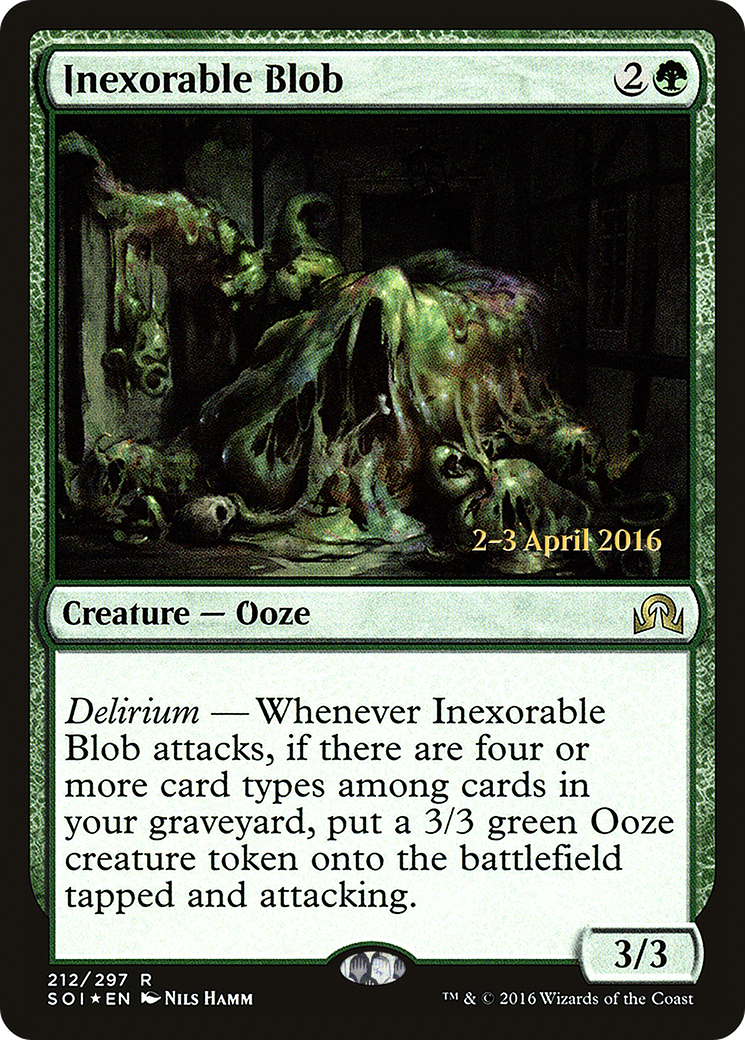 Inexorable Blob 2
2–3 April 2016
Creature — Ooze
Delirium — Whenever Inexorable
Blob attacks, if there are four or
more card types among cards in
your graveyard, put a 3/3 green Ooze
creature token onto the battlefield
tapped and attacking.
3/3
212/297 R
SOI★EN Nils Hamm
™ & © 2016 Wizards of the Coast